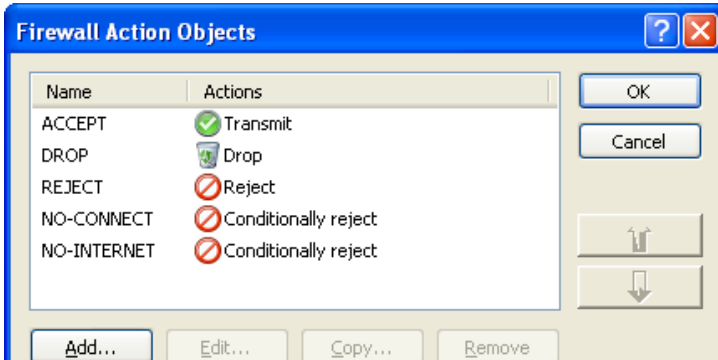 Firewall Action Objects
Name Actions
ACCEPT Transmit
DROP Drop
REJECT Reject
NO-CONNECT Conditionally reject
NO-INTERNET Conditionally reject
OK
Cancel
Add... Edit... Copy... Remove